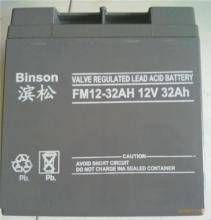 Binson
滨松
VALVE REGULATED LEAD ACID BATTERY
FM12-32AH 12V 32Ah
CAUTION:
AVOID SHORT CIRCUIT
DO NOT CHARGE IN A SEALED CONTAINER
Pb.
Pb.